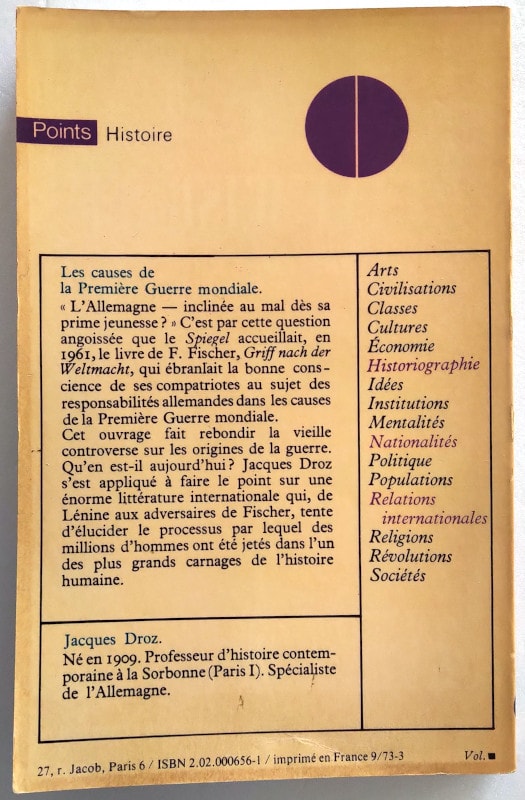 Points Histoire
Les causes de
la Première Guerre mondiale.
« L'Allemagne — inclinée au mal dès sa
prime jeunesse ? » C'est par cette question
angoissée que le Spiegel accueillait, en
1961, le livre de F. Fischer, Griff nach der
Weltmacht, qui ébranlait la bonne cons-
cience de ses compatriotes au sujet des
responsabilités allemandes dans les causes
de la Première Guerre mondiale.
Cet ouvrage fait rebondir la vieille
controverse sur les origines de la guerre.
Qu'en est-il aujourd'hui? Jacques Droz
s'est appliqué à faire le point sur une
énorme littérature internationale qui, de
Lénine aux adversaires de Fischer, tente
d'élucider le processus par lequel des
millions d'hommes ont été jetés dans l'un
des plus grands carnages de l'histoire
humaine.
Jacques Droz.
Né en 1909. Professeur d'histoire contem-
poraine à la Sorbonne (Paris I). Spécialiste
de l'Allemagne.
Arts
Civilisations
Classes
Cultures
Économie
Historiographie
Idées
Institutions
Mentalités
Nationalités
Politique
Populations
Relations
internationales
Religions
Révolutions
Sociétés
27, r. Jacob, Paris 6 / ISBN 2.02.000656-1 / imprimé en France 9/73-3 Vol. ■